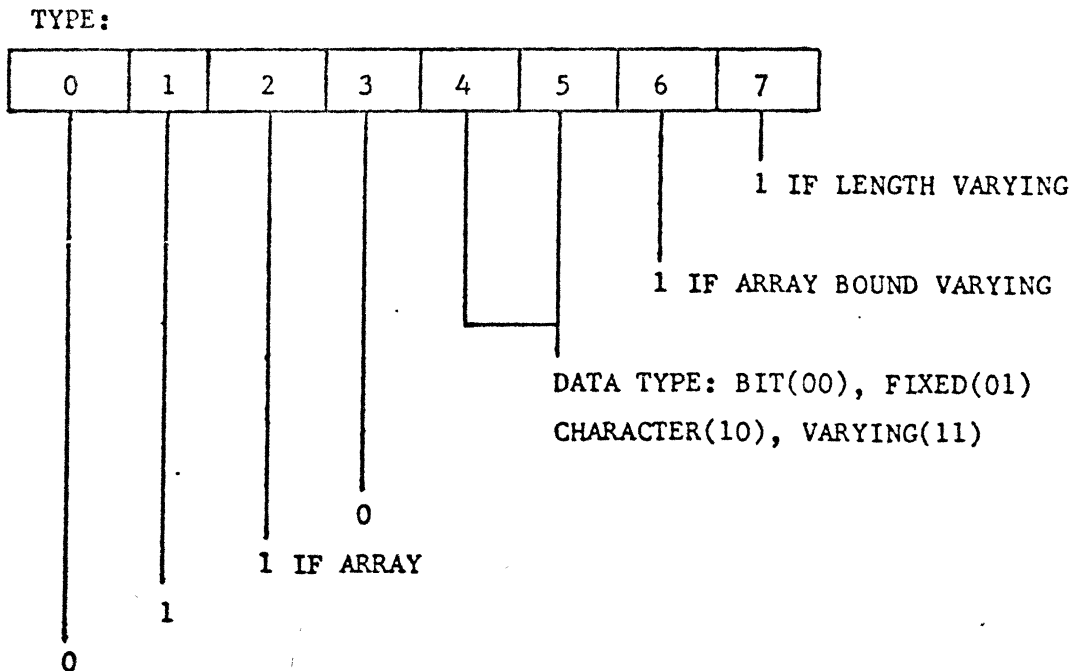 TYPE:
0 1 2 3 4 5 6 7
1 IF LENGTH VARYING
1 IF ARRAY BOUND VARYING
DATA TYPE: BIT(00), FIXED(01)
CHARACTER(10), VARYING(11)
0
1 IF ARRAY
1
0